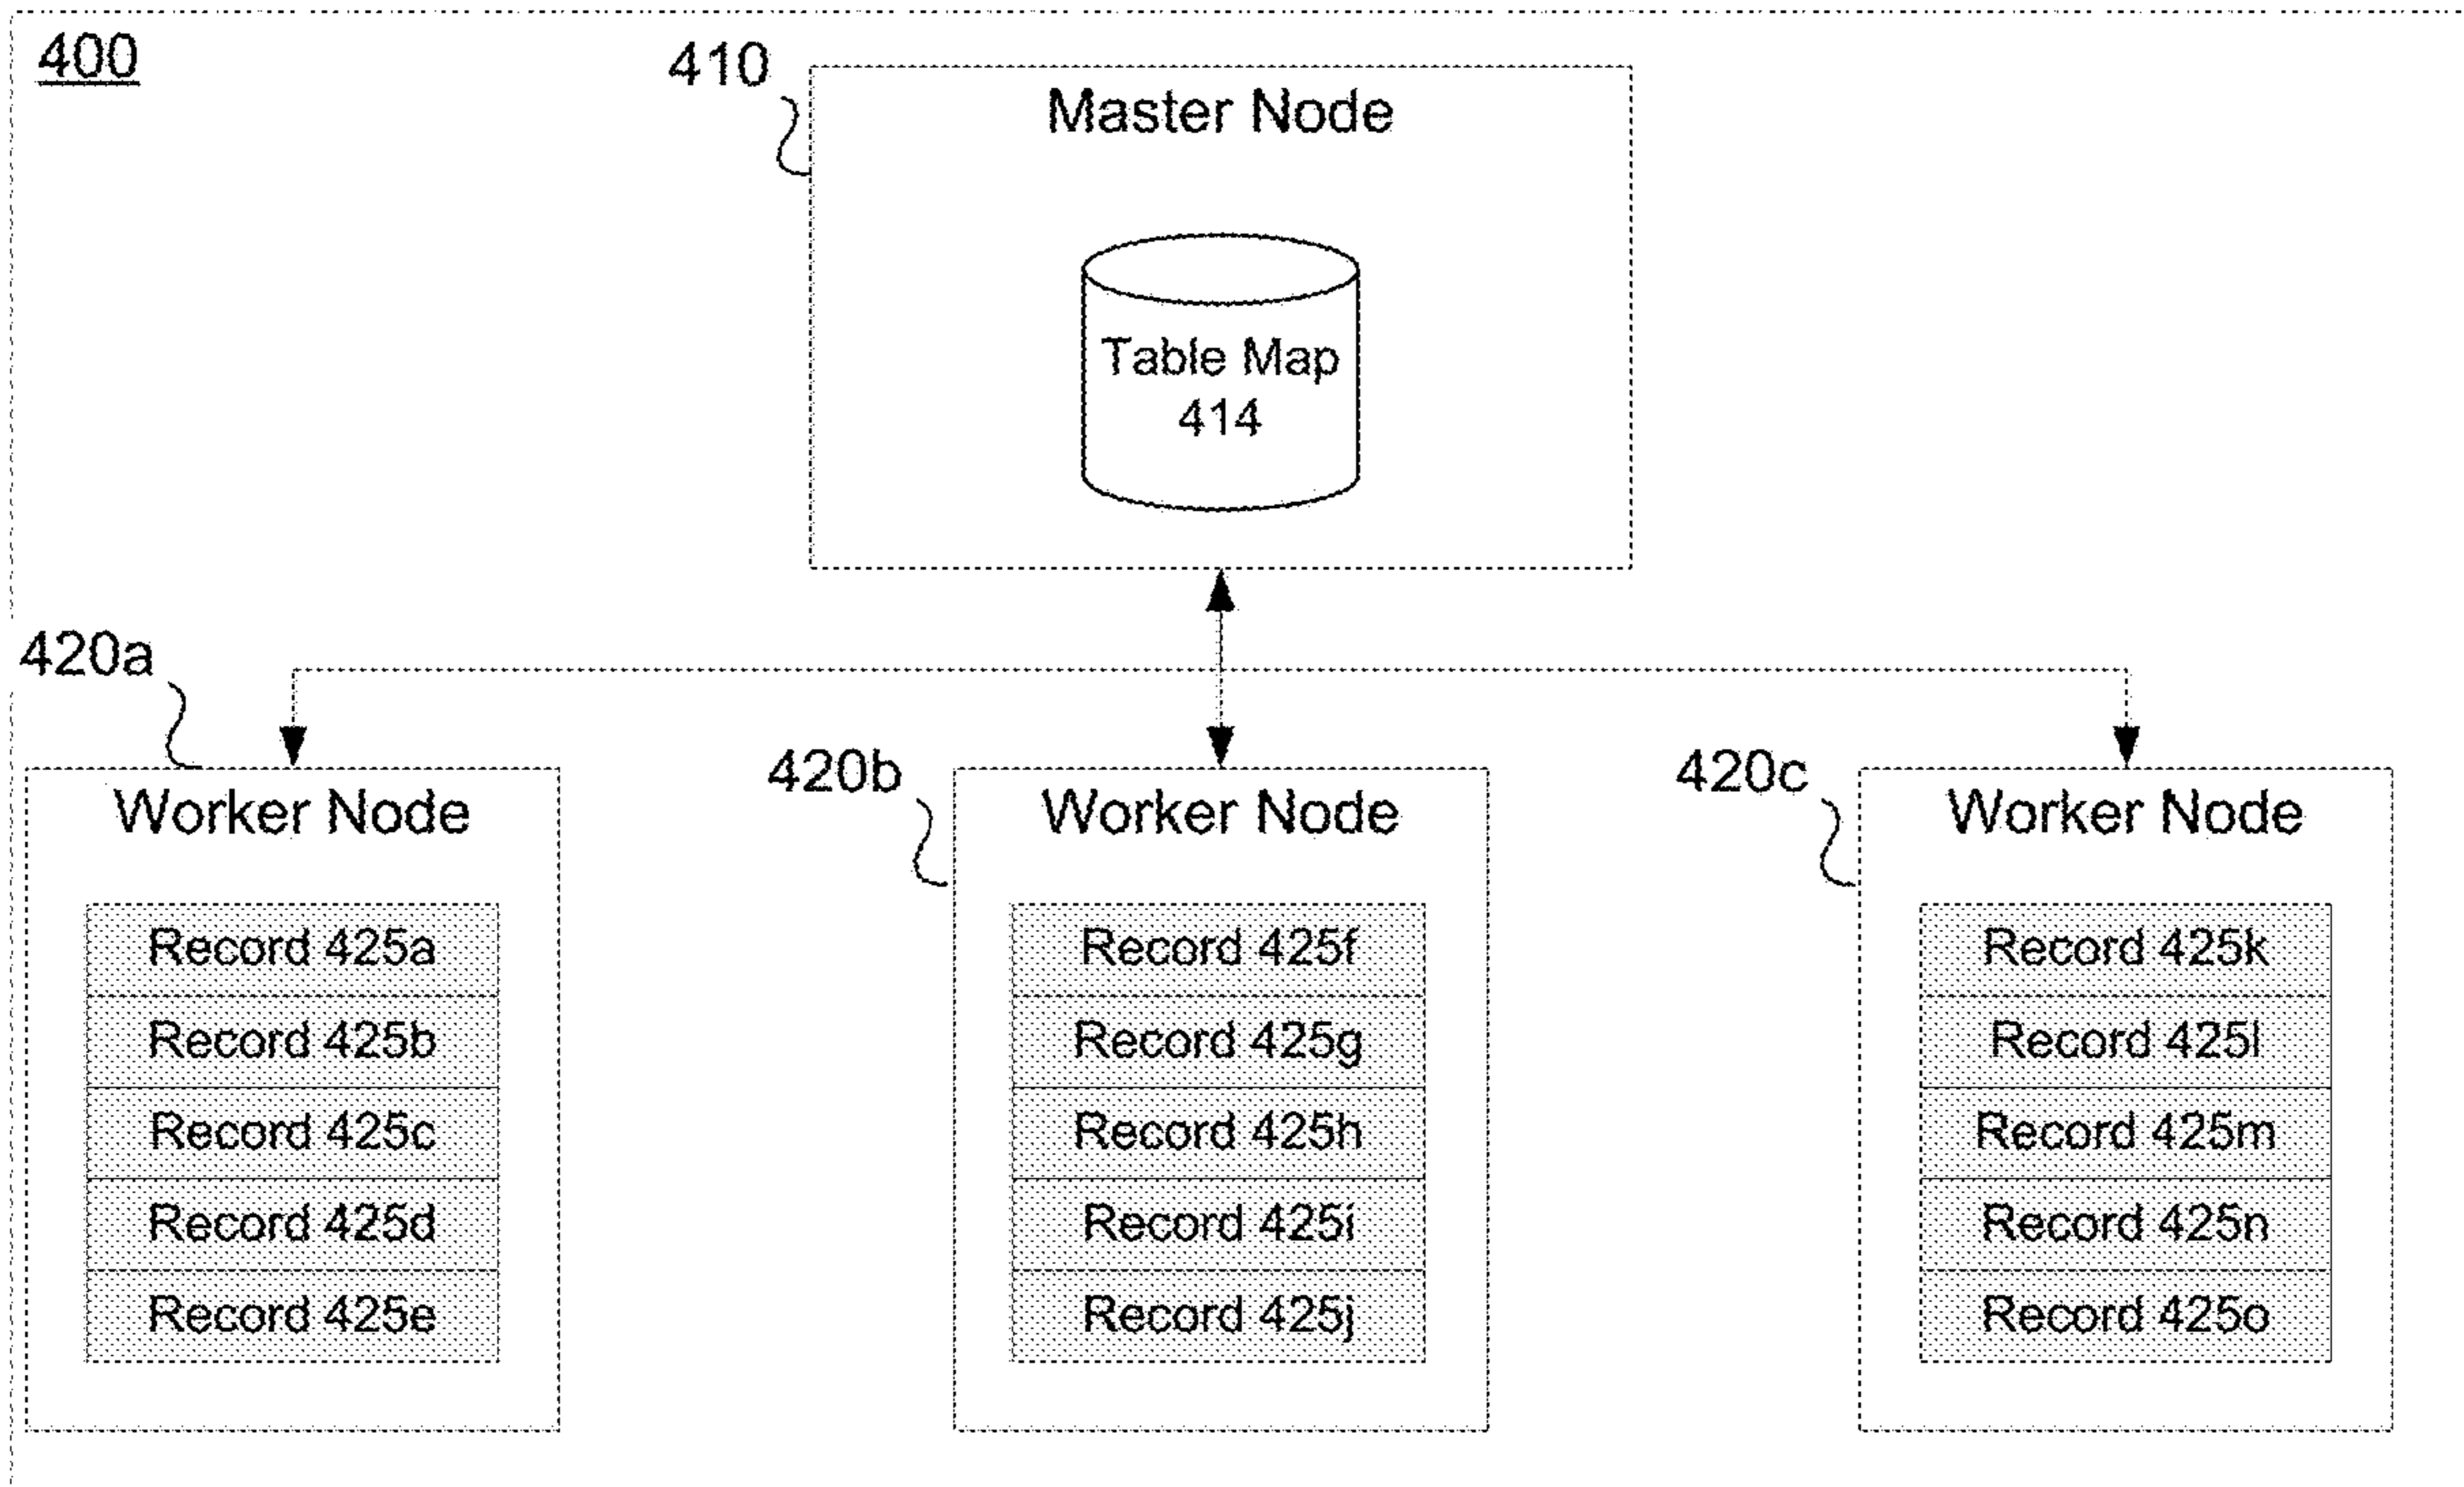 400
410
Master Node
Table Map
414
420a
420b
420c
Worker Node
Record 425a
Record 425b
Record 425c
Record 425d
Record 425e
Worker Node
Record 425f
Record 425g
Record 425h
Record 425i
Record 425j
Worker Node
Record 425k
Record 425l
Record 425m
Record 425n
Record 425o